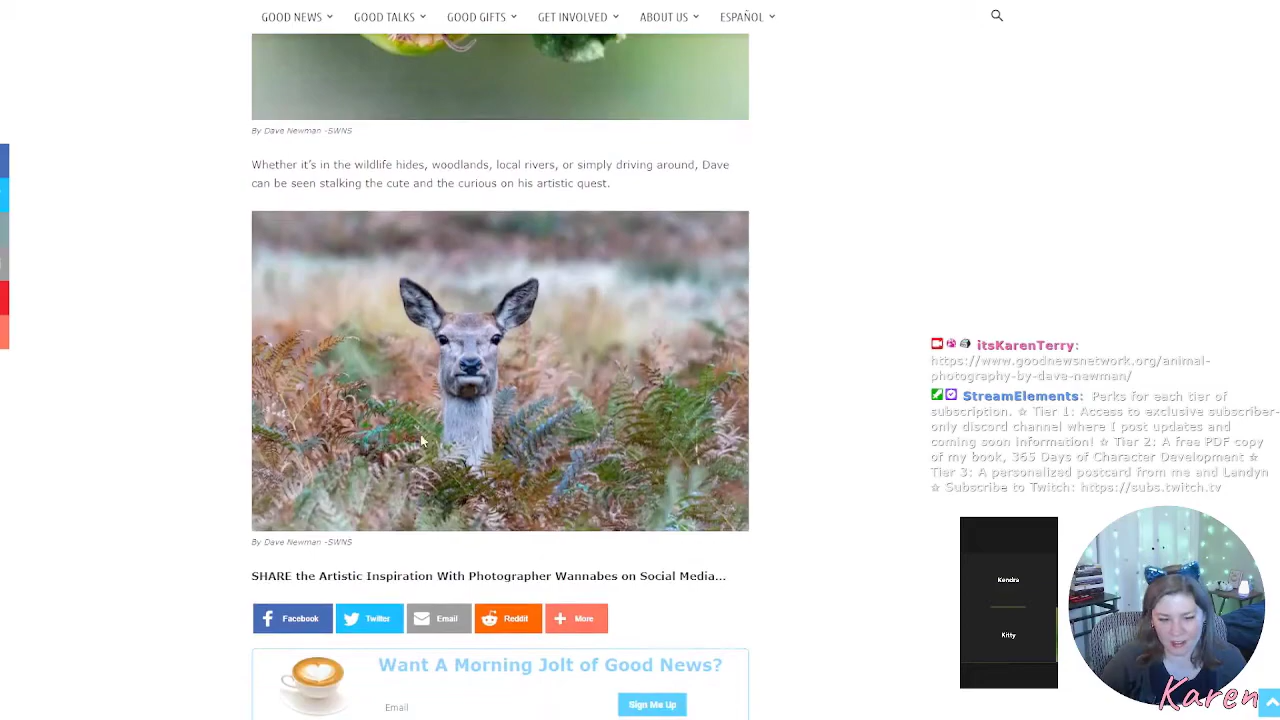 GOOD NEWS GOOD TALKS GOOD GIFTS GET INVOLVED ABOUT US ESPAÑOL
By Dave Newman -SWNS
Whether it's in the wildlife hides, woodlands, local rivers, or simply driving around, Dave
can be seen stalking the cute and the curious on his artistic quest.
By Dave Newman -SWNS
SHARE the Artistic Inspiration With Photographer Wannabes on Social Media...
Facebook Twitter Email Reddit More
Want A Morning Jolt of Good News?
Email Sign Me Up
itsKarenTerry:
https://www.goodnewsnetwork.org/animal-
photography-by-dave-newman/
StreamElements: Perks for each tier of
subscription. ☆ Tier 1: Access to exclusive subscriber-
only discord channel where I post updates and
coming soon information! ☆ Tier 2: A free PDF copy
of my book, 365 Days of Character Development ☆
Tier 3: A personalized postcard from me and Landyn
☆ Subscribe to Twitch: https://subs.twitch.tv
Kendra
Kitty
Karen